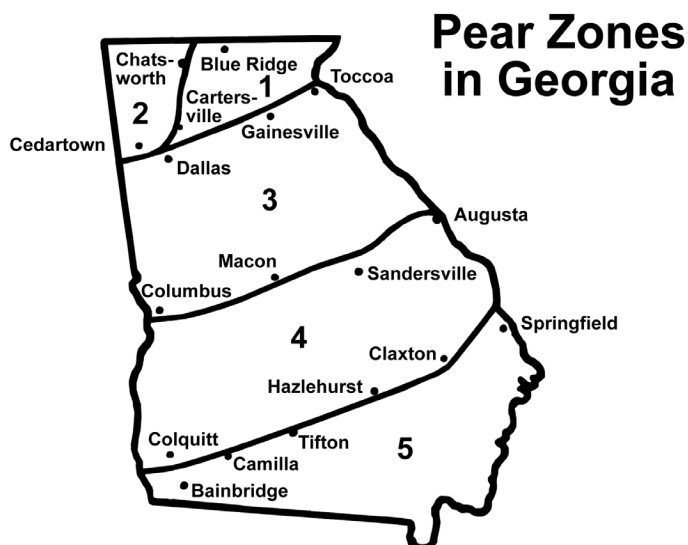 Pear Zones
in Georgia
Chats-
worth
Blue Ridge
1
Toccoa
2
Carters-
ville
Gainesville
Cedartown
Dallas
3
Augusta
Macon
Sandersville
Columbus
Springfield
4
Claxton
Hazlehurst
Colquitt
Tifton
5
Camilla
Bainbridge